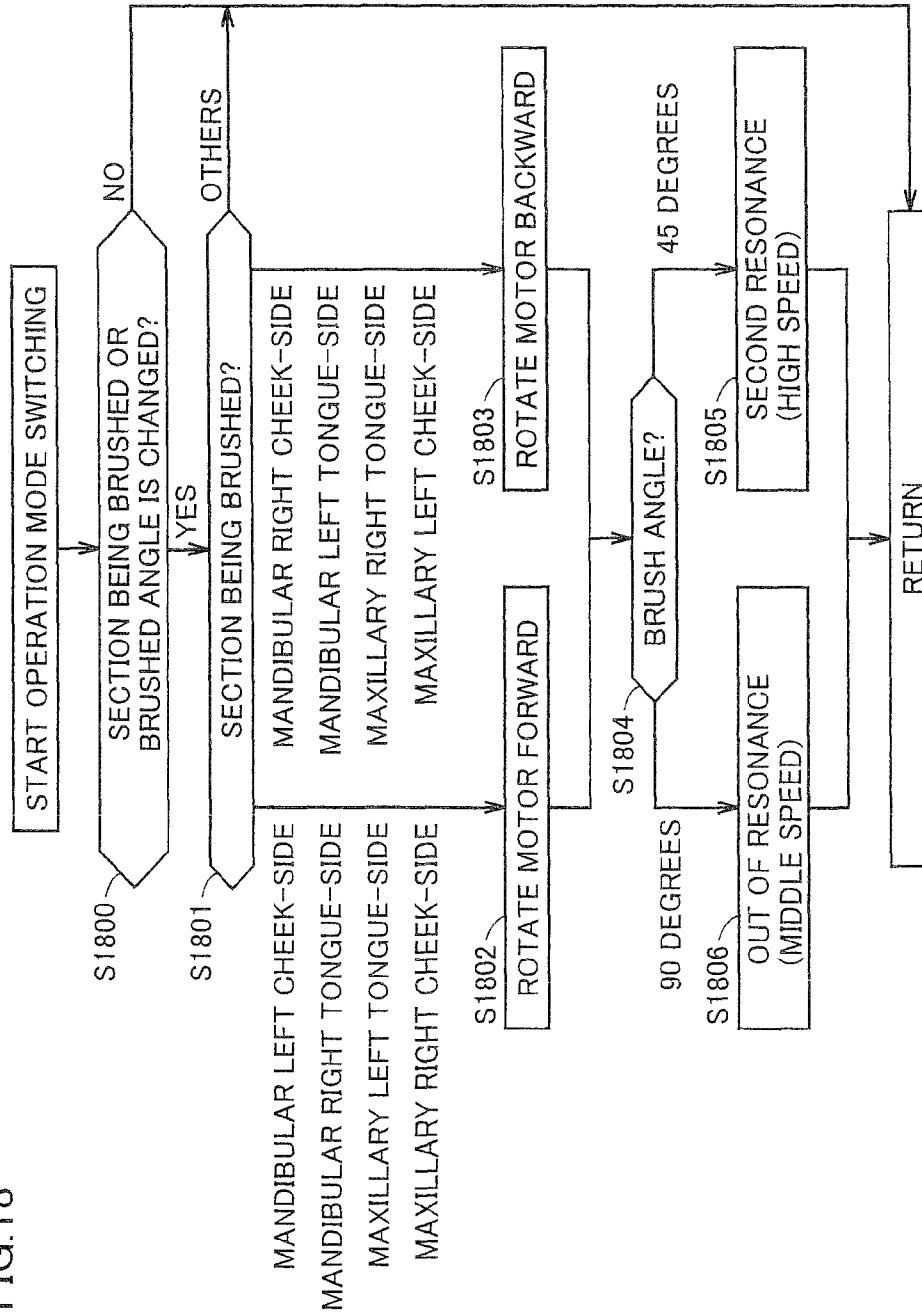 FIG.18
START OPERATION MODE SWITCHING
S1800
SECTION BEING BRUSHED OR
BRUSHED ANGLE IS CHANGED?
NO
YES
S1801
SECTION BEING BRUSHED?
OTHERS
MANDIBULAR LEFT CHEEK-SIDE
MANDIBULAR RIGHT TONGUE-SIDE
MAXILLARY LEFT TONGUE-SIDE
MAXILLARY RIGHT CHEEK-SIDE
MANDIBULAR RIGHT CHEEK-SIDE
MANDIBULAR LEFT TONGUE-SIDE
MAXILLARY RIGHT TONGUE-SIDE
MAXILLARY LEFT CHEEK-SIDE
S1802
ROTATE MOTOR FORWARD
S1803
ROTATE MOTOR BACKWARD
S1804
BRUSH ANGLE?
90 DEGREES
45 DEGREES
S1806
OUT OF RESONANCE
(MIDDLE SPEED)
S1805
SECOND RESONANCE
(HIGH SPEED)
RETURN